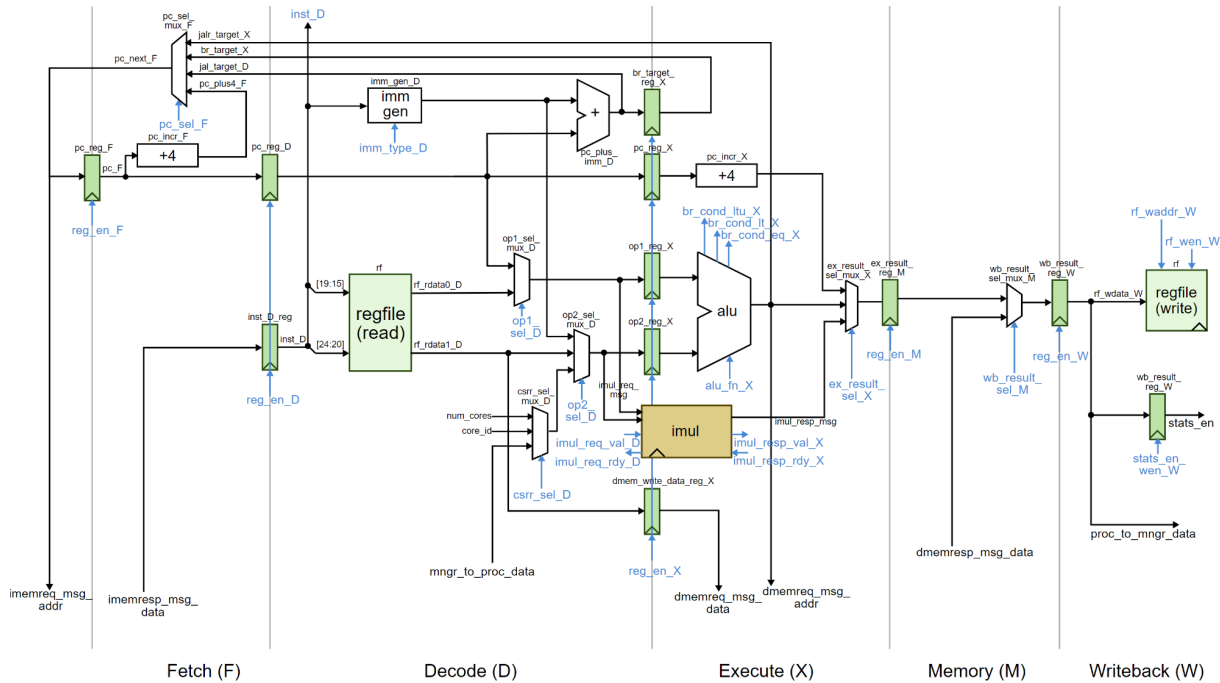 inst_D
pc_sel_
mux_F
jalr_target_X
br_target_X
pc_next_F
jal_target_D
pc_plus4_F
pc_sel_F
imm_gen_D
imm
gen
imm_type_D
+
pc_plus_
imm_D
br_target_
reg_X
pc_incr_F
+4
pc_reg_F
pc_F
reg_en_F
pc_reg_D
pc_reg_X
pc_incr_X
+4
br_cond_ltu_X
br_cond_lt_X
br_cond_eq_X
rf_waddr_W
rf_wen_W
op1_sel_
mux_D
op1_reg_X
rf
[19:15]
regfile
(read)
rf_rdata0_D
op1_
sel_D
op2_sel_
mux_D
op2_reg_X
alu
ex_result_
sel_mux_X
ex_result_
reg_M
wb_result_
sel_mux_M
wb_result_
reg_W
rf_wdata_W
rf
regfile
(write)
inst_D_reg
inst_D
[24:20]
rf_rdata1_D
reg_en_D
reg_en_M
reg_en_W
alu_fn_X
ex_result_
sel_X
wb_result_
sel_M
wb_result_
reg_W
stats_en
stats_en_
wen_W
csrr_sel_
mux_D
op2_
sel_D
imul_req_
msg
imul_resp_msg
num_cores
core_id
imul
imul_req_val_D
imul_req_rdy_D
imul_resp_val_X
imul_resp_rdy_X
csrr_sel_D
dmem_write_data_reg_X
reg_en_X
mngr_to_proc_data
dmemresp_msg_data
proc_to_mngr_data
imemreq_msg_
addr
imemresp_msg_
data
dmemreq_msg_
data
dmemreq_msg_
addr
Fetch (F)
Decode (D)
Execute (X)
Memory (M)
Writeback (W)